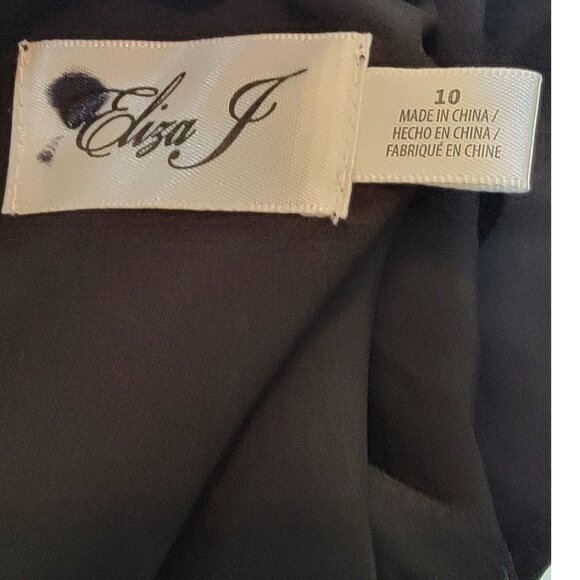 Eliza J
10
MADE IN CHINA /
HECHO EN CHINA /
FABRIQUÉ EN CHINE